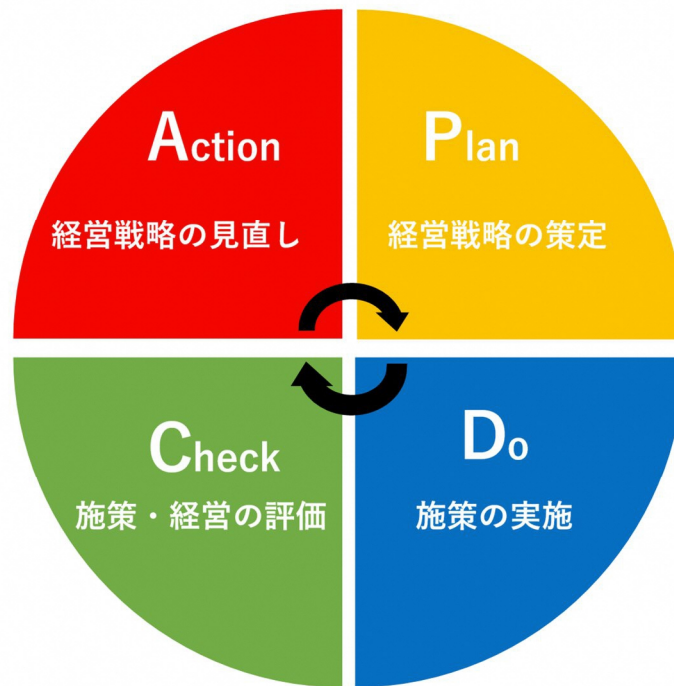 Action
経営戦略の見直し
Plan
経営戦略の策定
Check
施策・経営の評価
Do
施策の実施